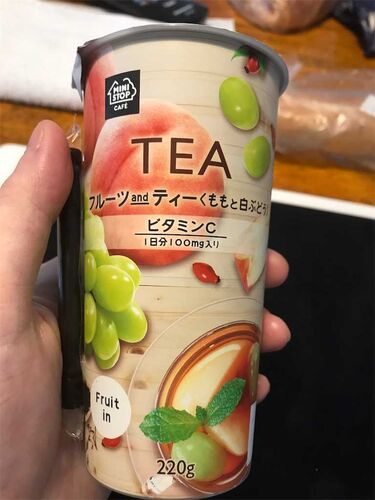 MINI
STOP
CAFE
TEA
フルーツandティー〈ももと白ぶどう〉
ビタミンC
1日分100mg入り
Fruit
in
220g